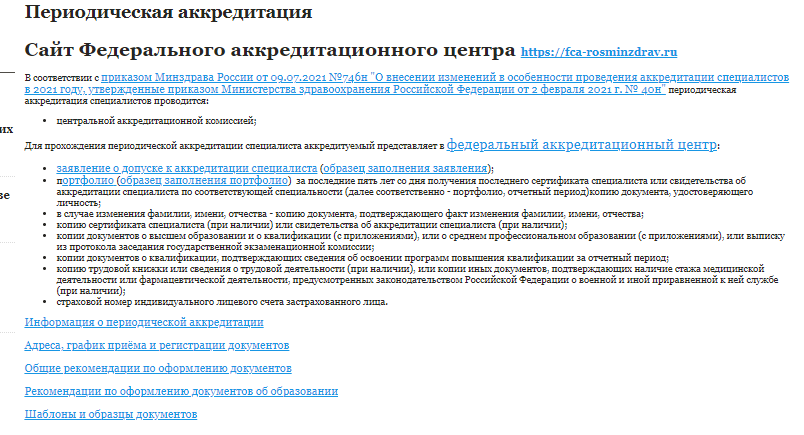 Периодическая аккредитация
Сайт Федерального аккредитационного центра https://fca-rosminzdrav.ru
В соответствии с приказом Минздрава России от 09.07.2021 №746н "О внесении изменений в особенности проведения аккредитации специалистов
в 2021 году, утвержденные приказом Министерства здравоохранения Российской Федерации от 2 февраля 2021 г. № 40н" периодическая
аккредитация специалистов проводится:
• центральной аккредитационной комиссией;
их
Для прохождения периодической аккредитации специалиста аккредитуемый представляет в федеральный аккредитационный центр:
• заявление о допуске к аккредитации специалиста (образец заполнения заявления);
• портфолио (образец заполнения портфолио) за последние пять лет со дня получения последнего сертификата специалиста или свидетельства об
аккредитации специалиста по соответствующей специальности (далее соответственно - портфолио, отчетный период)копию документа, удостоверяющего
личность;
• в случае изменения фамилии, имени, отчества - копию документа, подтверждающего факт изменения фамилии, имени, отчества;
• копию сертификата специалиста (при наличии) или свидетельства об аккредитации специалиста (при наличии);
• копии документов о высшем образовании и о квалификации (с приложениями), или о среднем профессиональном образовании (с приложениями), или выписку
из протокола заседания государственной экзаменационной комиссии;
• копии документов о квалификации, подтверждающих сведения об освоении программ повышения квалификации за отчетный период;
• копию трудовой книжки или сведения о трудовой деятельности (при наличии), или копии иных документов, подтверждающих наличие стажа медицинской
деятельности или фармацевтической деятельности, предусмотренных законодательством Российской Федерации о военной и иной приравненной к ней службе
(при наличии);
• страховой номер индивидуального лицевого счета застрахованного лица.
Информация о периодической аккредитации
Адреса, график приёма и регистрации документов
Общие рекомендации по оформлению документов
Рекомендации по оформлению документов об образовании
Шаблоны и образцы документов